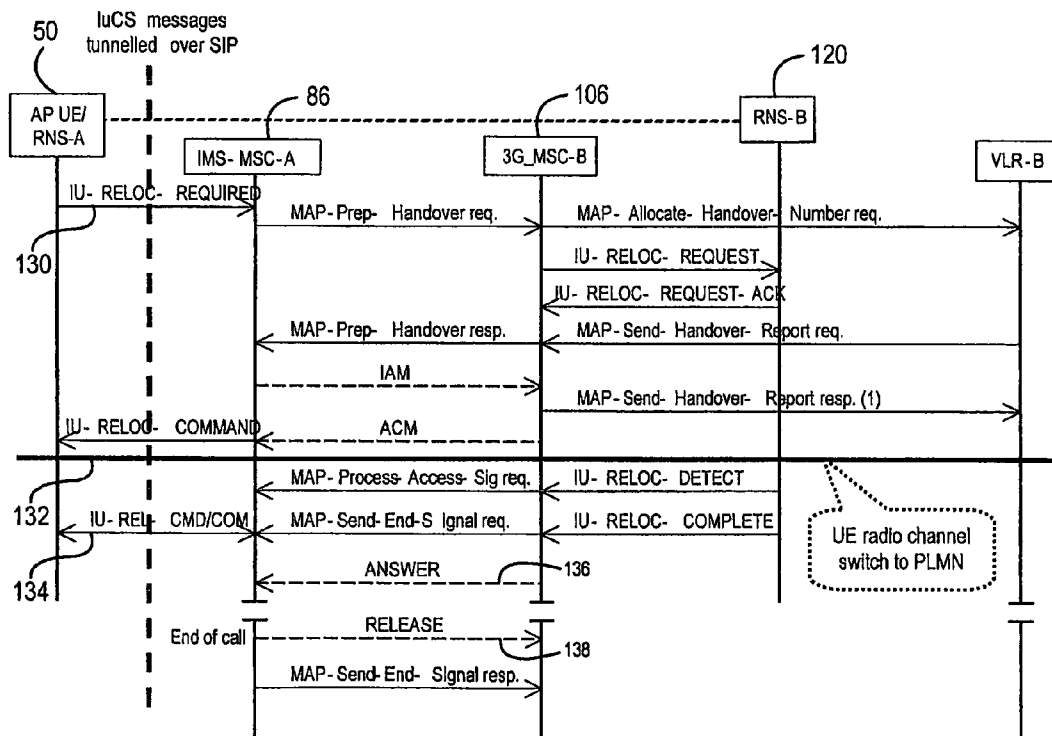 IuCS messages
tunnelled over SIP
50
86
106
120
AP UE/
RNS-A
IMS- MSC-A
3G_MSC-B
RNS-B
VLR-B
IU- RELOC- REQUIRED
130
MAP-Prep- Handover req.
MAP- Allocate-Handover- Number req.
IU- RELOC- REQUEST
IU- RELOC- REQUEST- ACK
MAP-Prep- Handover resp.
MAP-Send-Handover- Report req.
IAM
MAP-Send- Handover- Report resp. (1)
IU- RELOC- COMMAND
ACM
132
MAP-Process-Access-Sig req.
IU- RELOC- DETECT
IU- REL- CMD/COM
134
MAP-Send-End-S ignal req.
IU- RELOC- COMPLETE
UE radio channel
switch to PLMN
ANSWER
136
End of call
RELEASE
138
MAP-Send-End- Signal resp.